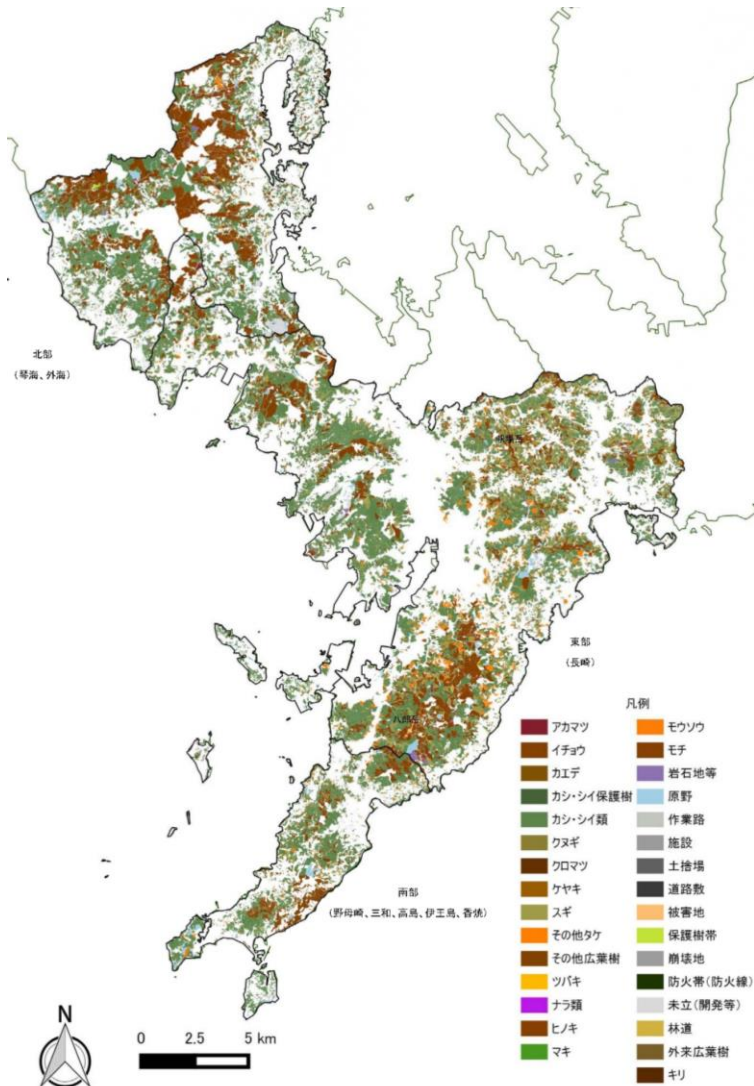 北部
（琴海、外海）
東部
（長崎）
南部
（野母崎、三和、高島、伊王島、香焼）
凡例
アカマツ
イチョウ
カエデ
カシ・シイ保護樹
カシ・シイ類
クヌギ
クロマツ
ケヤキ
スギ
その他タケ
その他広葉樹
ツバキ
ナラ類
ヒノキ
マキ
モウソウ
モチ
岩石地等
原野
作業路
施設
土捨場
道路敷
被害地
保護樹帯
崩壊地
防火帯（防火線）
未立（開発等）
林道
外来広葉樹
キリ
N
0 2.5 5 km